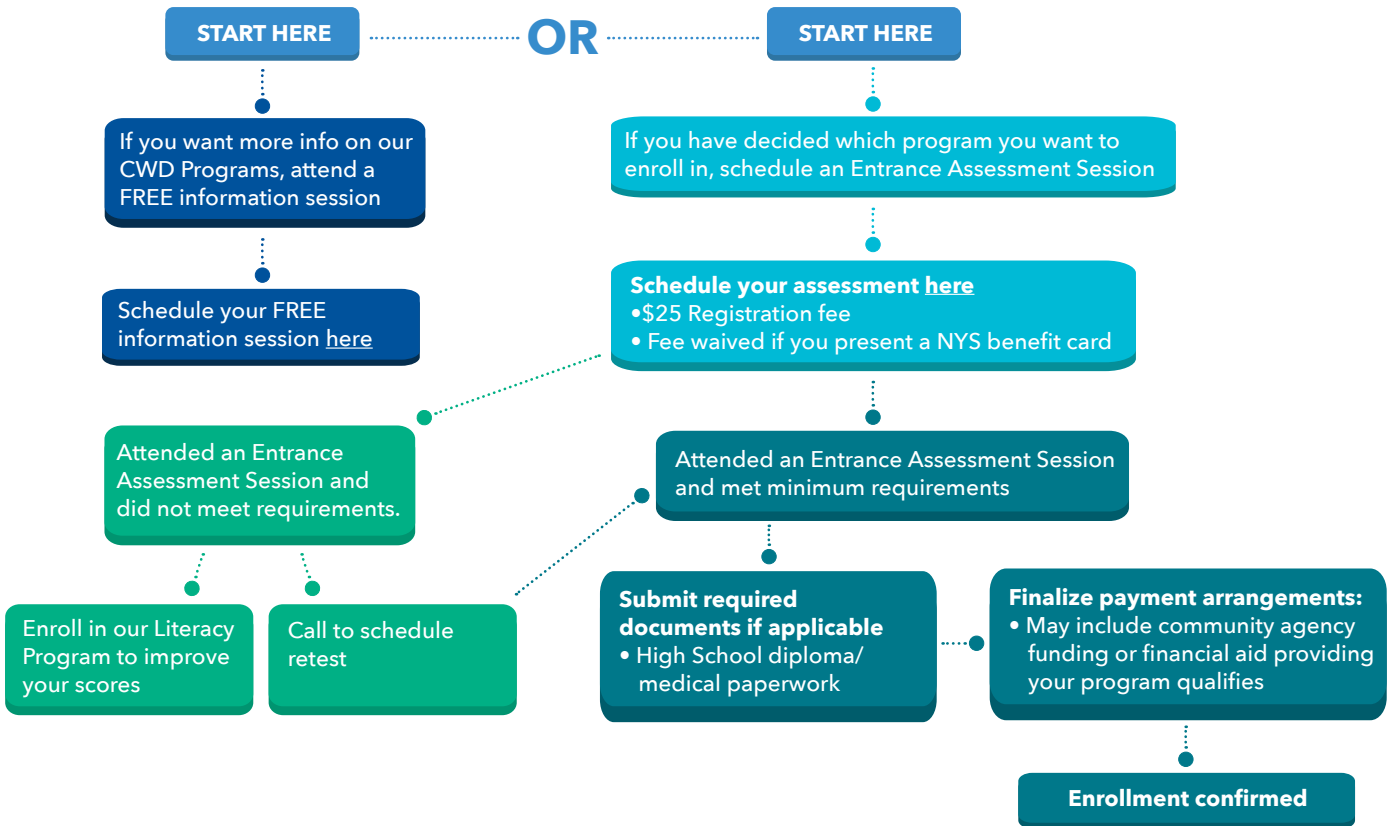 START HERE
OR
START HERE
If you want more info on our
CWD Programs, attend a
FREE information session
If you have decided which program you want to
enroll in, schedule an Entrance Assessment Session
Schedule your FREE
information session here
Schedule your assessment here
•$25 Registration fee
• Fee waived if you present a NYS benefit card
Attended an Entrance
Assessment Session and
did not meet requirements.
Attended an Entrance Assessment Session
and met minimum requirements
Enroll in our Literacy
Program to improve
your scores
Call to schedule
retest
Submit required
documents if applicable
• High School diploma/
medical paperwork
Finalize payment arrangements:
• May include community agency
funding or financial aid providing
your program qualifies
Enrollment confirmed